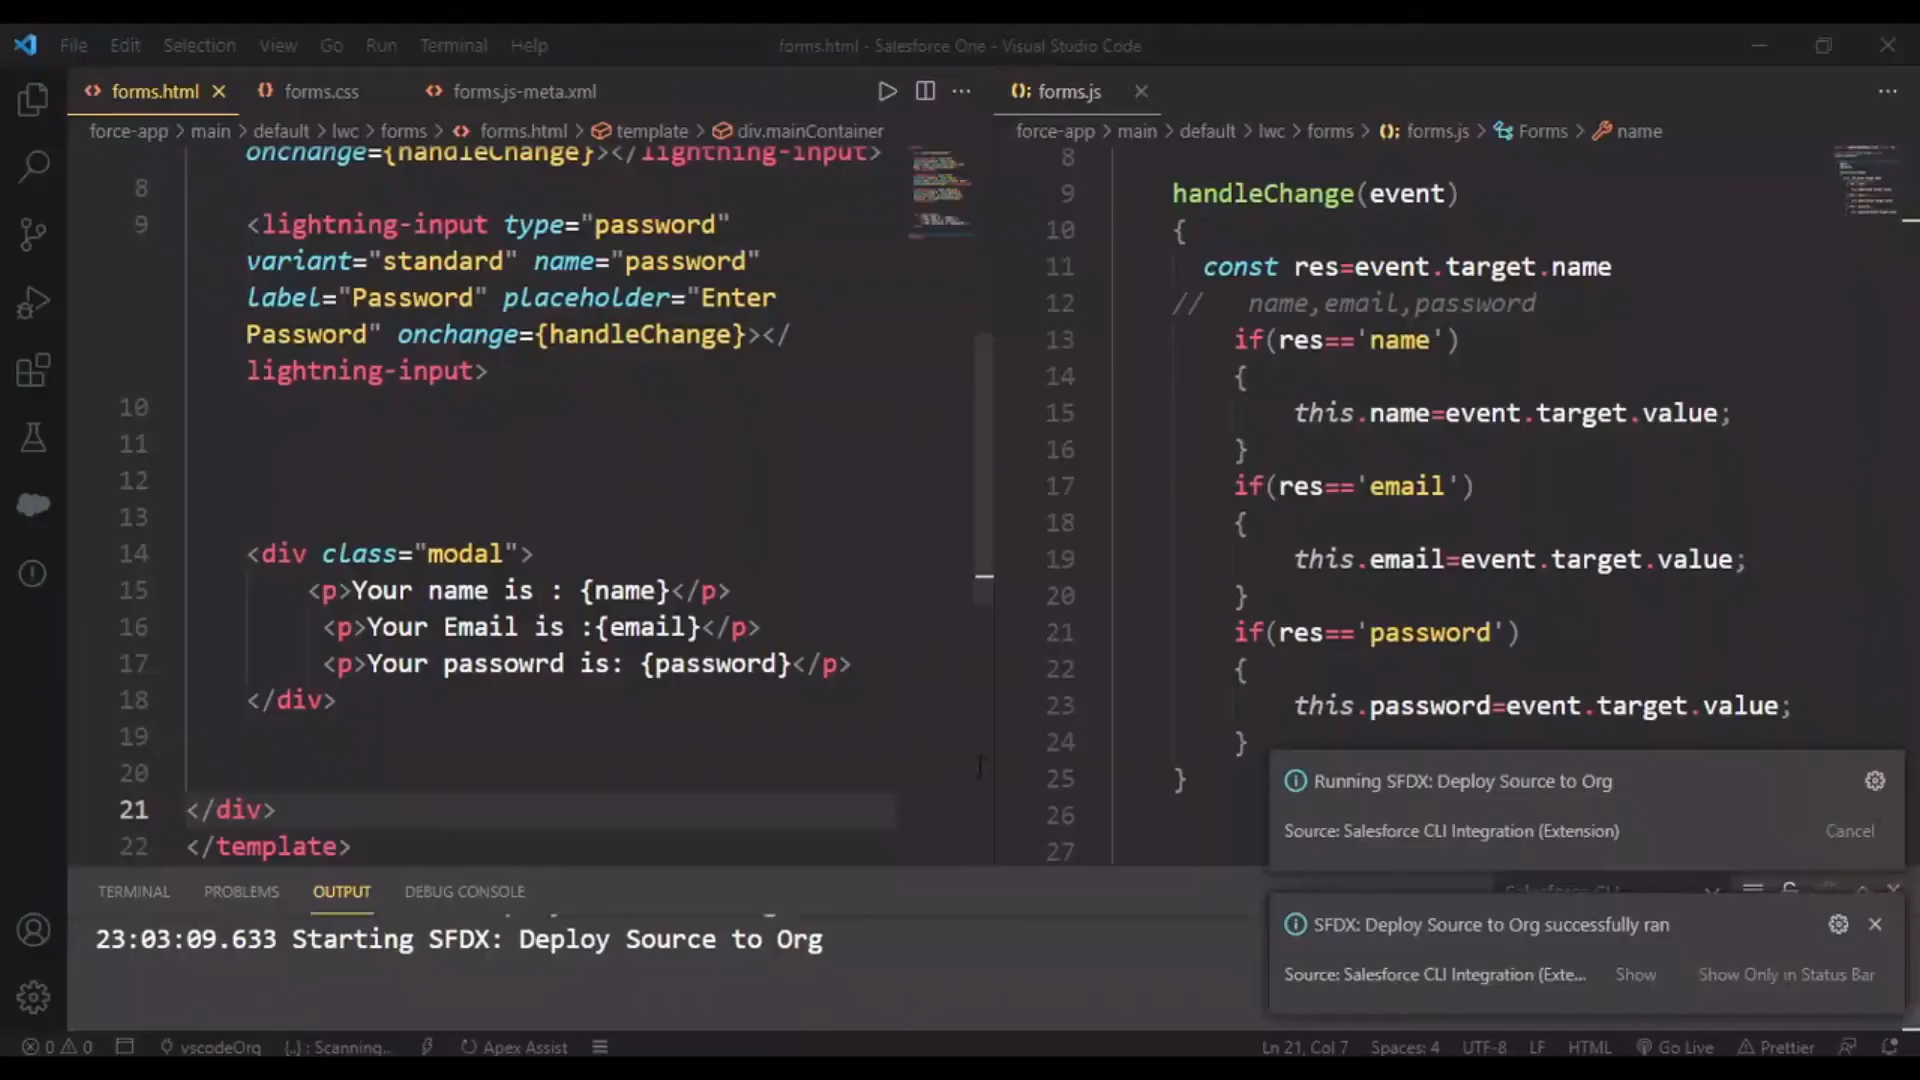 File Edit Selection View Go Run Terminal Help forms.html - Salesforce One - Visual Studio Code
forms.html forms.css forms.js-meta.xml
force-app > main > default > lwc > forms > forms.html > template > div.mainContainer
onchange={handleChange}></lightning-input>
8
9 <lightning-input type="password"
variant="standard" name="password"
label="Password" placeholder="Enter
Password" onchange={handleChange}></
lightning-input>
10
11
12
13
14 <div class="modal">
15 <p>Your name is : {name}</p>
16 <p>Your Email is :{email}</p>
17 <p>Your passowrd is: {password}</p>
18 </div>
19
20
21 </div>
22 </template>
forms.js
force-app > main > default > lwc > forms > forms.js > Forms > name
8
9 handleChange(event)
10 {
11 const res=event.target.name
12 // name,email,password
13 if(res=='name')
14 {
15 this.name=event.target.value;
16 }
17 if(res=='email')
18 {
19 this.email=event.target.value;
20 }
21 if(res=='password')
22 {
23 this.password=event.target.value;
24 }
25 }
26
27
Running SFDX: Deploy Source to Org
Source: Salesforce CLI Integration (Extension) Cancel
TERMINAL PROBLEMS OUTPUT DEBUG CONSOLE
23:03:09.633 Starting SFDX: Deploy Source to Org
SFDX: Deploy Source to Org successfully ran
Source: Salesforce CLI Integration (Exte... Show Show Only in Status Bar
0 0 vscodeOrg {..} : Scanning.. Apex Assist Ln 21, Col 7 Spaces: 4 UTF-8 LF HTML Go Live Prettier